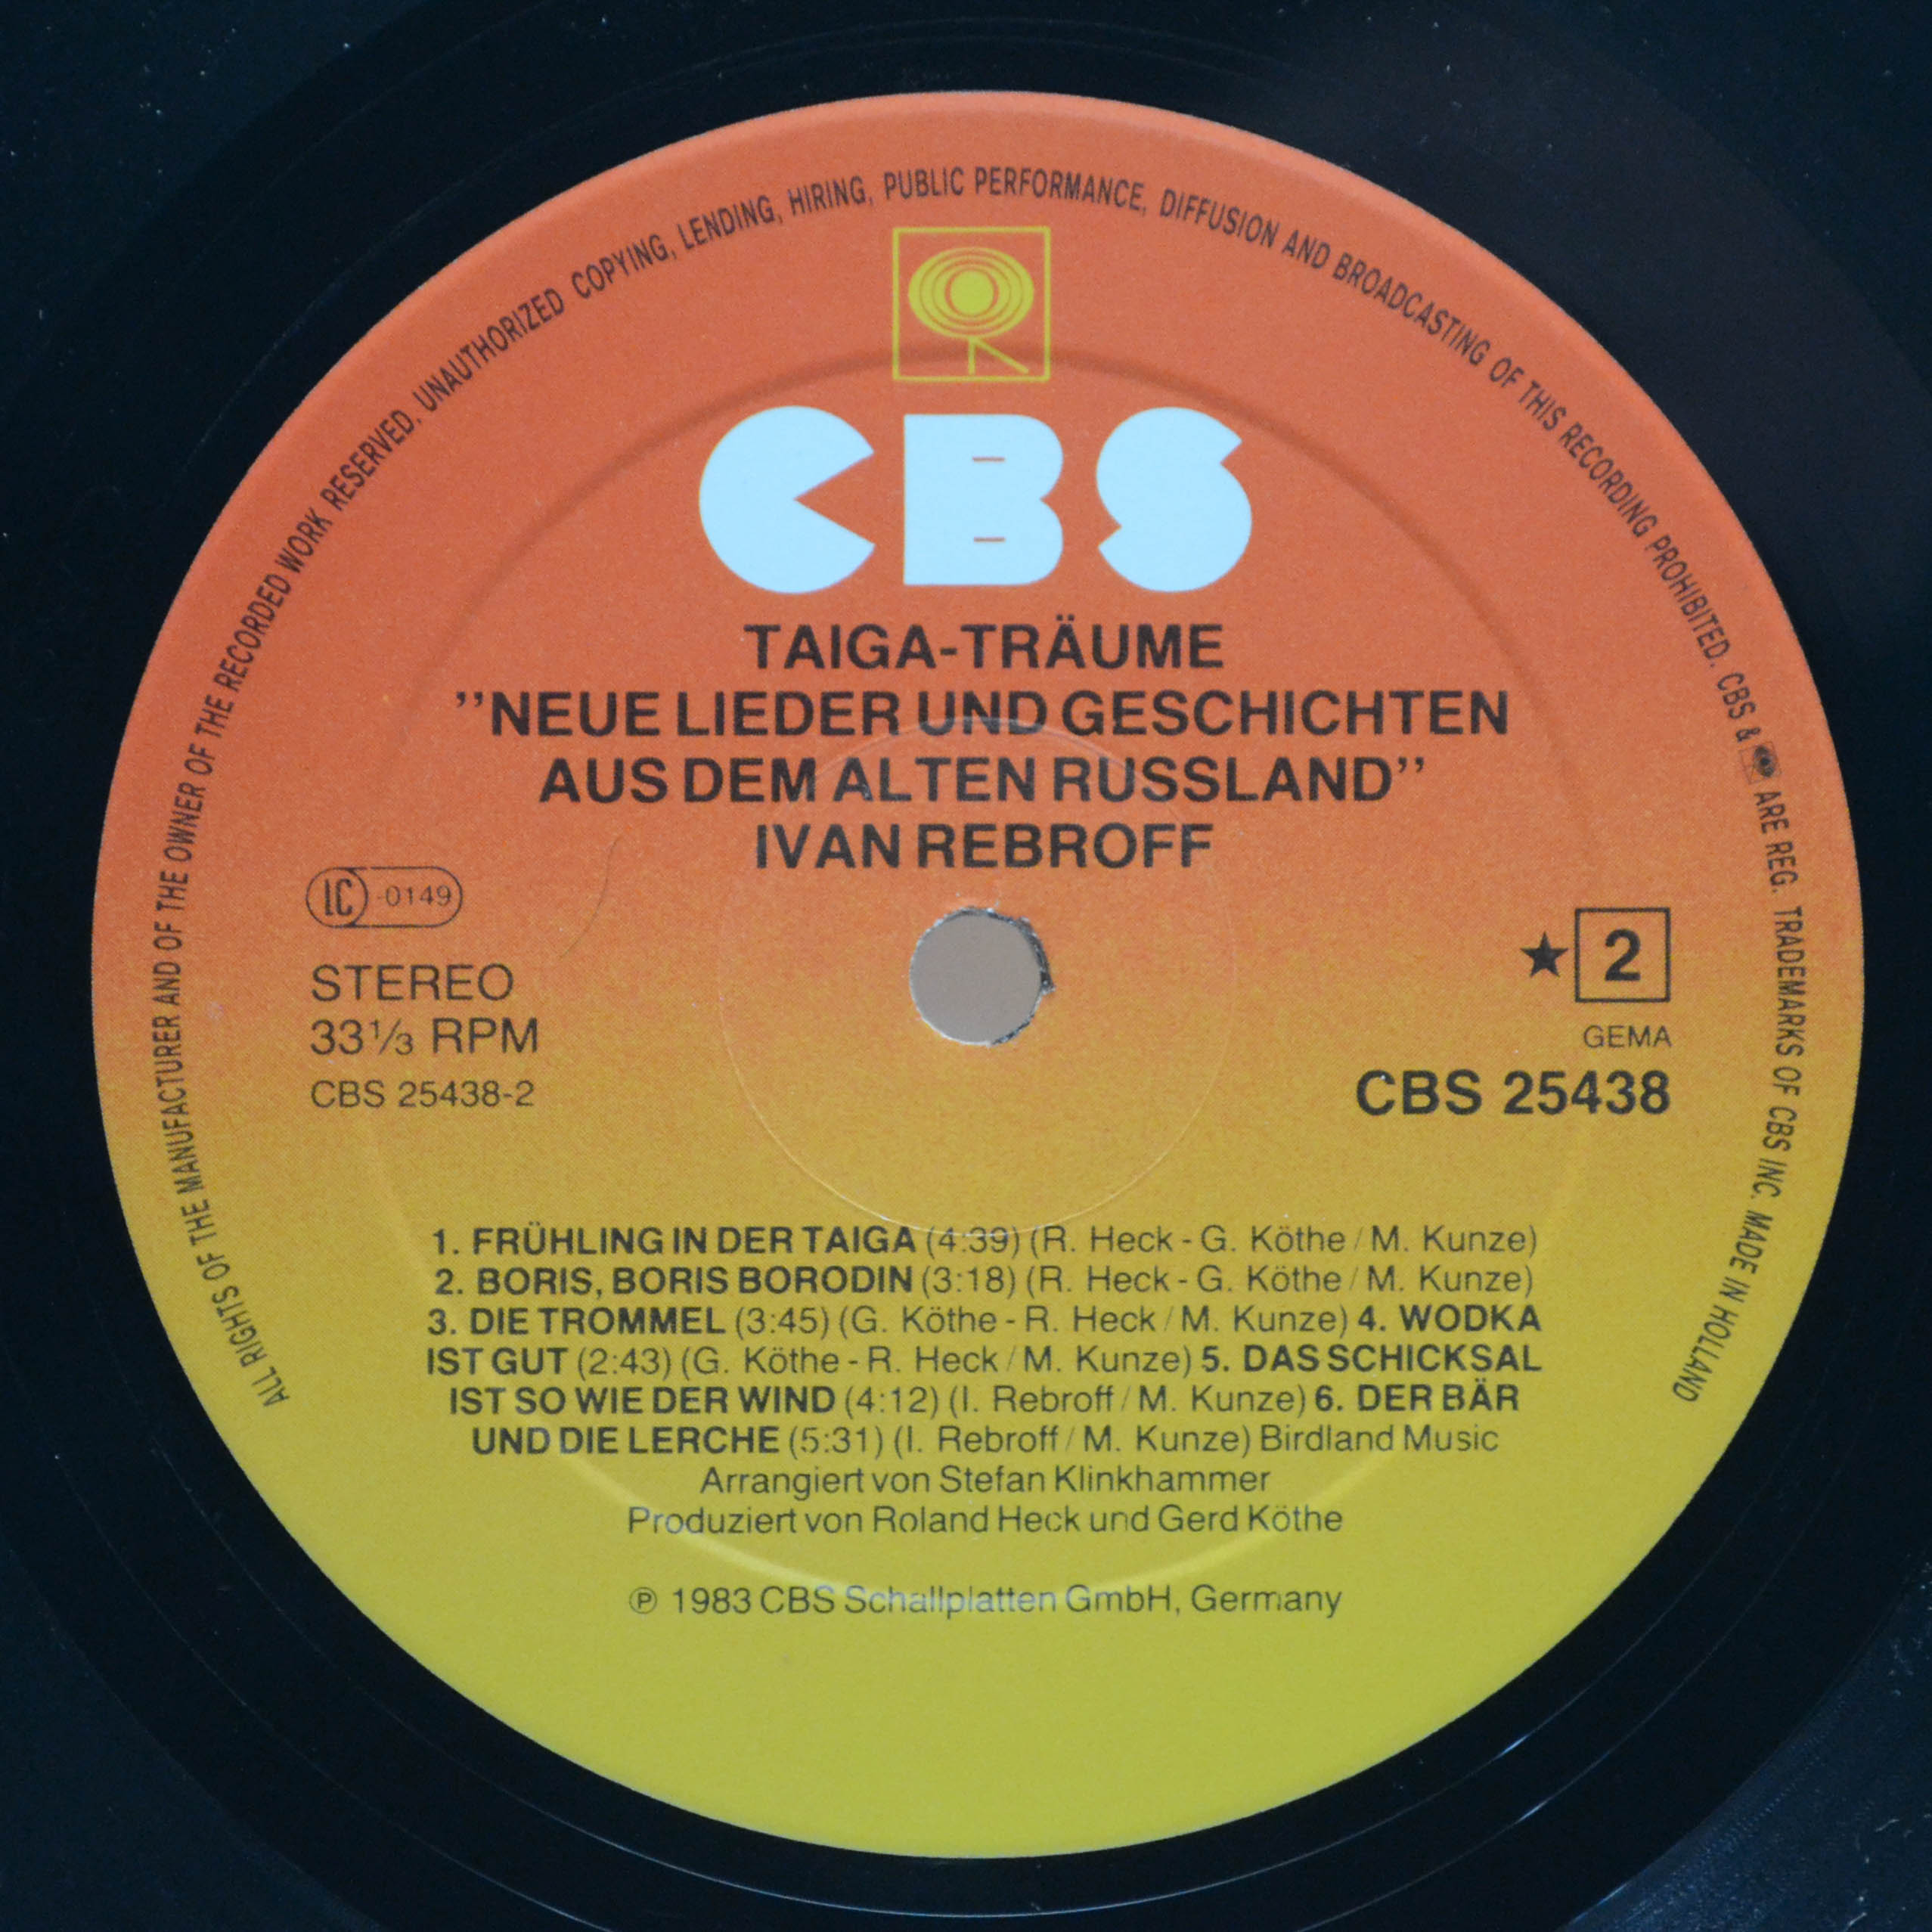 ALL RIGHTS OF THE MANUFACTURER AND OF THE OWNER OF THE RECORDED WORK RESERVED. UNAUTHORIZED COPYING, LENDING, HIRING, PUBLIC PERFORMANCE, DIFFUSION AND BROADCASTING OF THIS RECORDING PROHIBITED. CBS & ARE REG. TRADEMARKS OF CBS INC. MADE IN HOLLAND
CBS
TAIGA-TRÄUME
''NEUE LIEDER UND GESCHICHTEN
AUS DEM ALTEN RUSSLAND''
IVAN REBROFF
LC -0149
STEREO
33⅓ RPM
CBS 25438-2
★ 2
GEMA
CBS 25438
1. FRÜHLING IN DER TAIGA (4:39) (R. Heck - G. Köthe / M. Kunze)
2. BORIS, BORIS BORODIN (3:18) (R. Heck - G. Köthe / M. Kunze)
3. DIE TROMMEL (3:45) (G. Köthe - R. Heck / M. Kunze) 4. WODKA
IST GUT (2:43) (G. Köthe - R. Heck / M. Kunze) 5. DAS SCHICKSAL
IST SO WIE DER WIND (4:12) (I. Rebroff / M. Kunze) 6. DER BÄR
UND DIE LERCHE (5:31) (I. Rebroff / M. Kunze) Birdland Music
Arrangiert von Stefan Klinkhammer
Produziert von Roland Heck und Gerd Köthe
℗ 1983 CBS Schallplatten GmbH, Germany